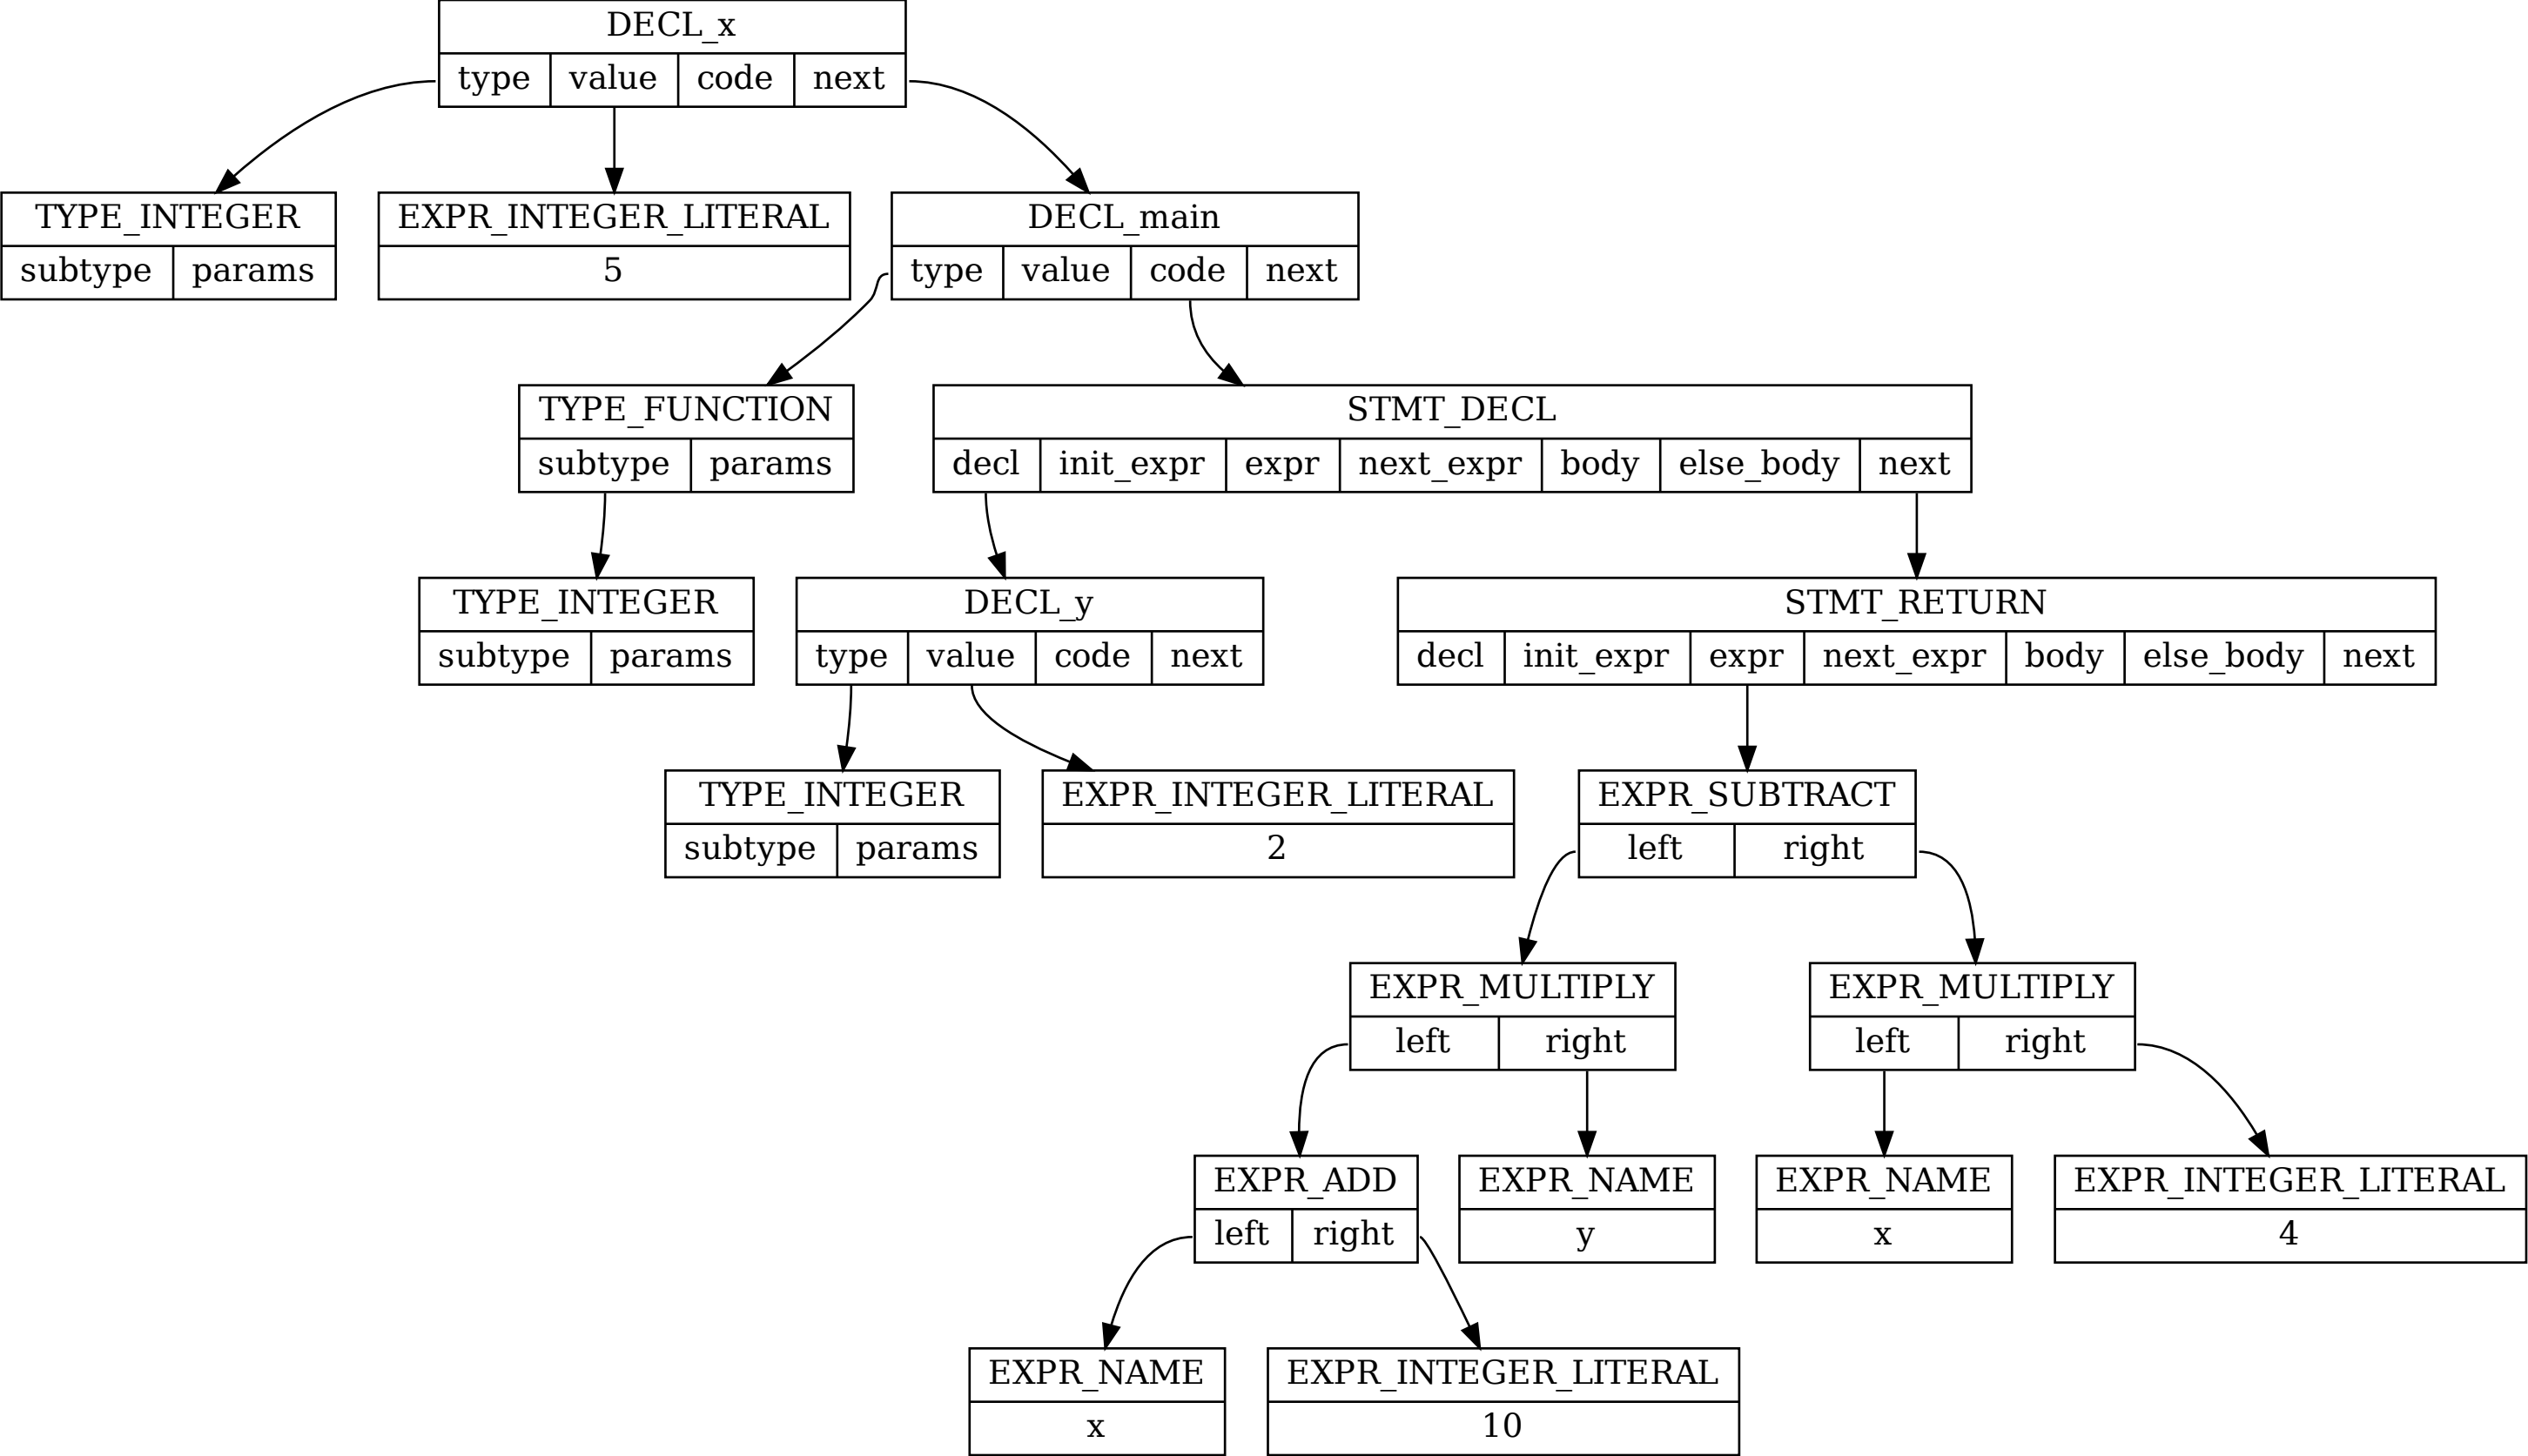 DECL_x
type value code next
TYPE_INTEGER EXPR_INTEGER_LITERAL DECL_main
subtype params 5 type value code next
TYPE_FUNCTION STMT_DECL
subtype params decl init_expr expr next_expr body else_body next
TYPE_INTEGER DECL_y STMT_RETURN
subtype params type value code next decl init_expr expr next_expr body else_body next
TYPE_INTEGER EXPR_INTEGER_LITERAL EXPR_SUBTRACT
subtype params 2 left right
EXPR_MULTIPLY EXPR_MULTIPLY
left right left right
EXPR_ADD EXPR_NAME EXPR_NAME EXPR_INTEGER_LITERAL
left right y x 4
EXPR_NAME EXPR_INTEGER_LITERAL
x 10